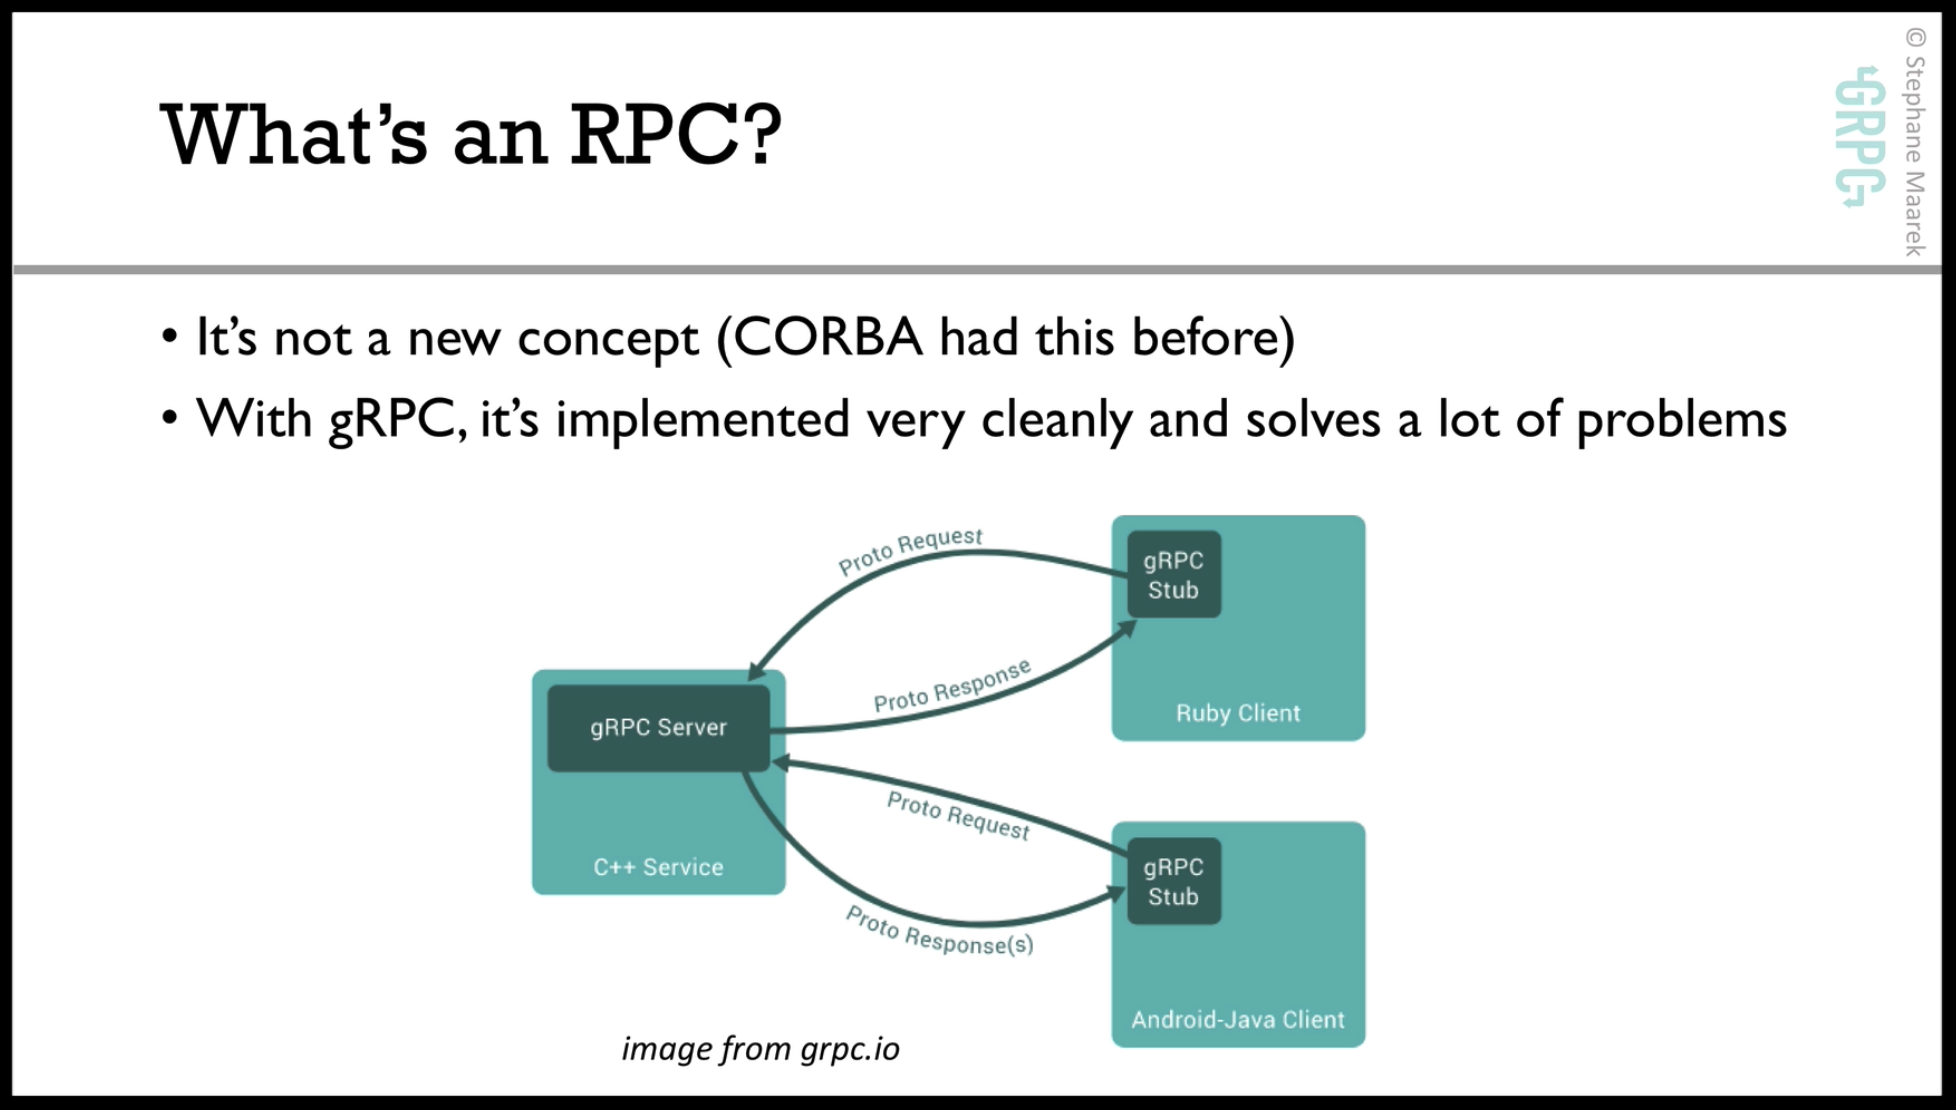 What's an RPC?
© Stephane Maarek
GRPC
• It's not a new concept (CORBA had this before)
• With gRPC, it's implemented very cleanly and solves a lot of problems
Proto Request
gRPC
Stub
Proto Response
Ruby Client
gRPC Server
C++ Service
Proto Request
gRPC
Stub
Proto Response(s)
Android-Java Client
image from grpc.io